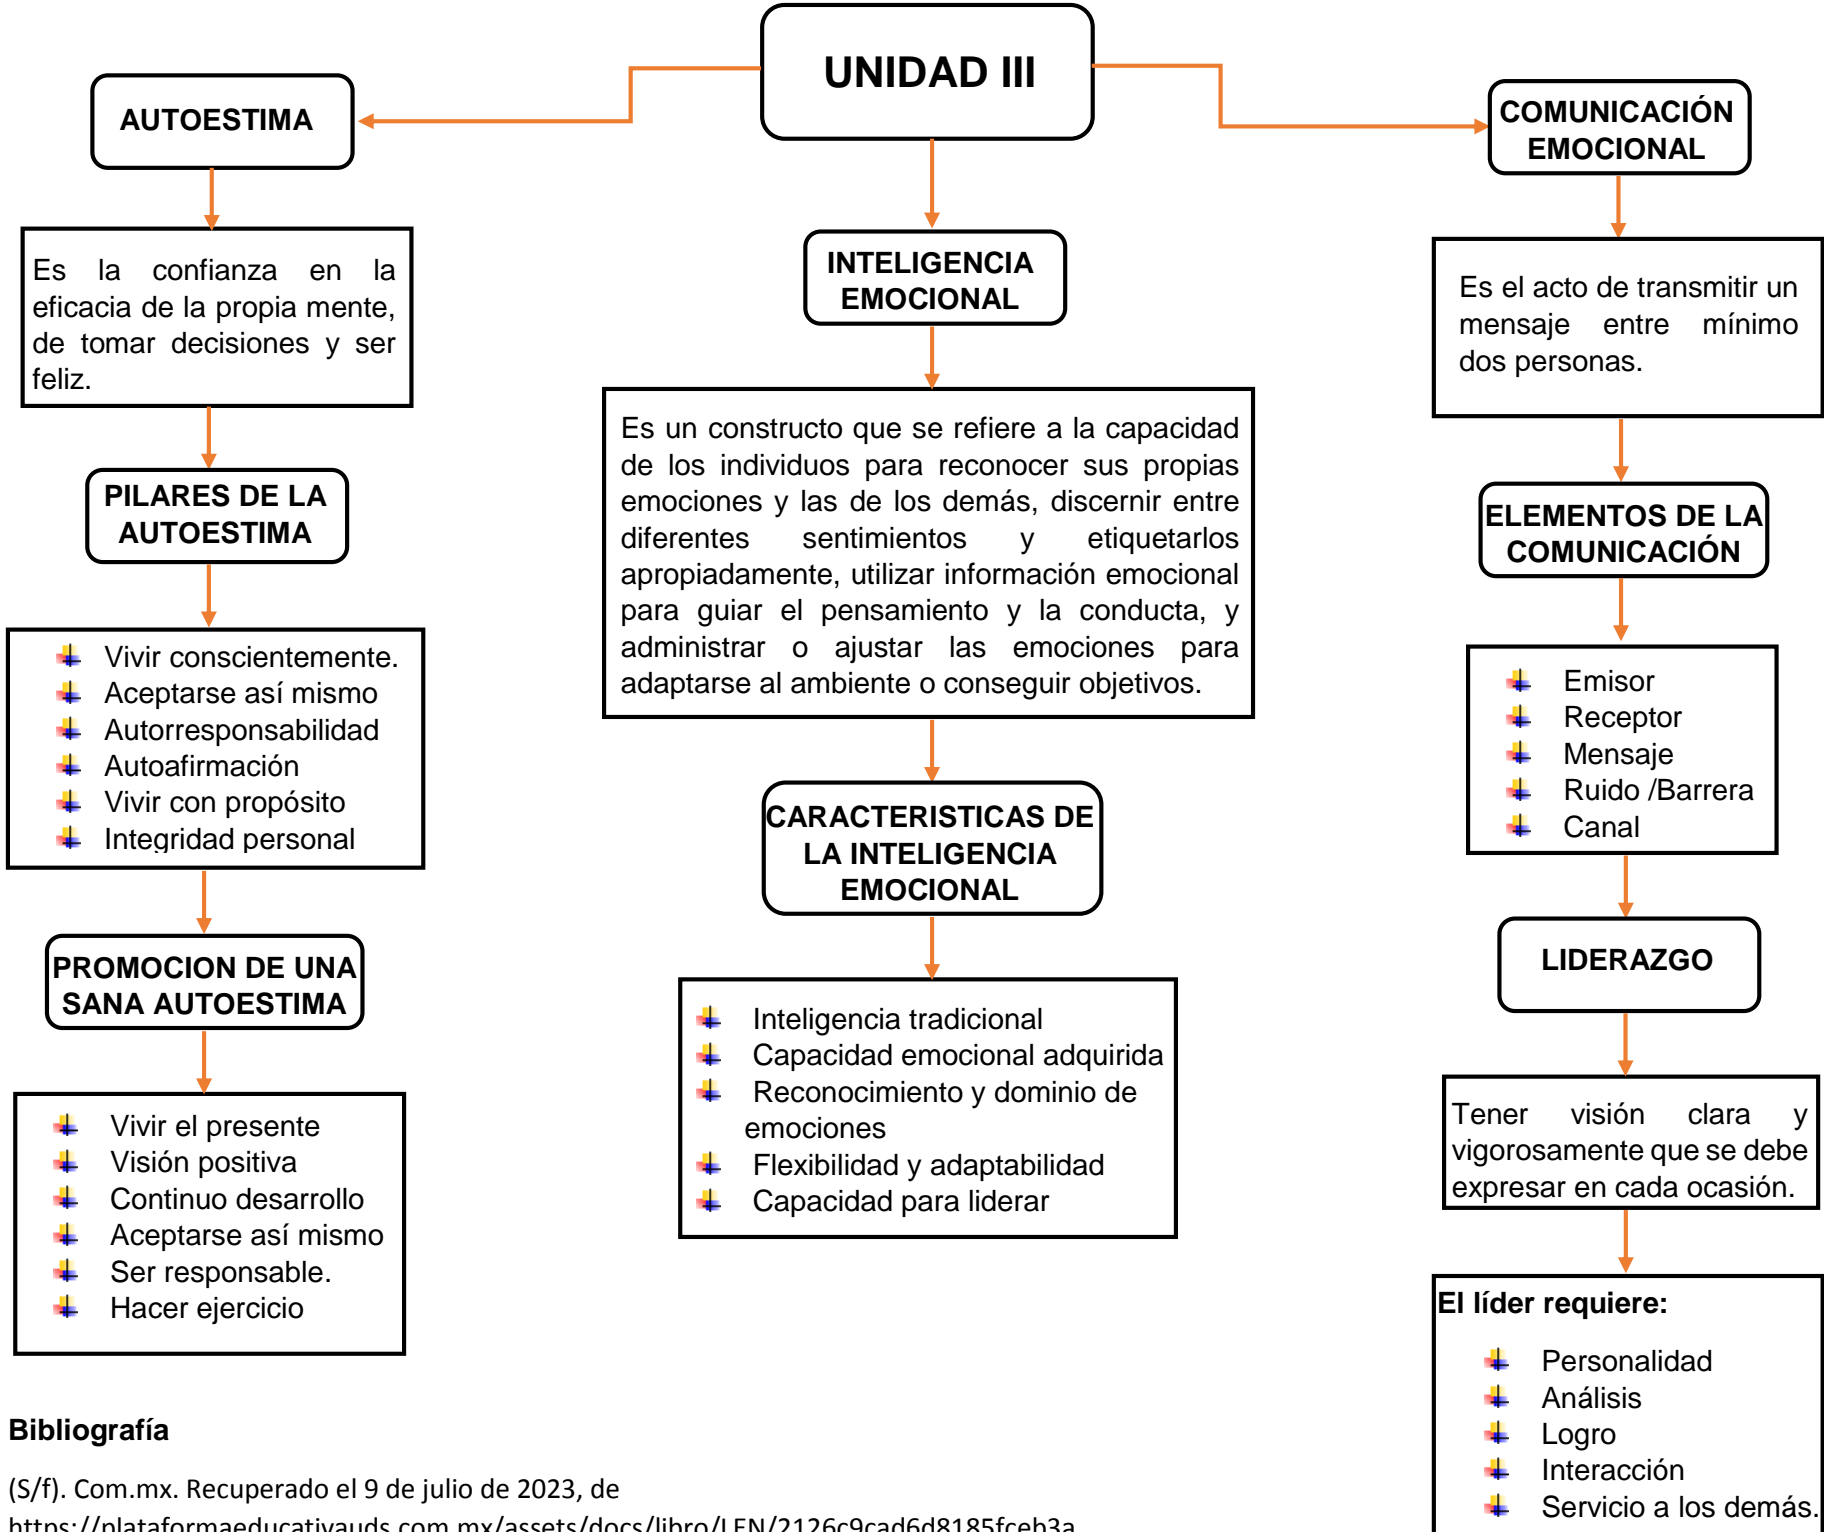 UNIDAD III
AUTOESTIMA
Es la confianza en la
eficacia de la propia mente,
de tomar decisiones y ser
feliz.
PILARES DE LA
AUTOESTIMA
Vivir conscientemente.
Aceptarse así mismo
Autorresponsabilidad
Autoafirmación
Vivir con propósito
Integridad personal
PROMOCION DE UNA
SANA AUTOESTIMA
Vivir el presente
Visión positiva
Continuo desarrollo
Aceptarse así mismo
Ser responsable.
Hacer ejercicio
INTELIGENCIA
EMOCIONAL
Es un constructo que se refiere a la capacidad
de los individuos para reconocer sus propias
emociones y las de los demás, discernir entre
diferentes sentimientos y etiquetarlos
apropiadamente, utilizar información emocional
para guiar el pensamiento y la conducta, y
administrar o ajustar las emociones para
adaptarse al ambiente o conseguir objetivos.
CARACTERISTICAS DE
LA INTELIGENCIA
EMOCIONAL
Inteligencia tradicional
Capacidad emocional adquirida
Reconocimiento y dominio de
emociones
Flexibilidad y adaptabilidad
Capacidad para liderar
COMUNICACIÓN
EMOCIONAL
Es el acto de transmitir un
mensaje entre mínimo
dos personas.
ELEMENTOS DE LA
COMUNICACIÓN
Emisor
Receptor
Mensaje
Ruido /Barrera
Canal
LIDERAZGO
Tener visión clara y
vigorosamente que se debe
expresar en cada ocasión.
El líder requiere:
Personalidad
Análisis
Logro
Interacción
Servicio a los demás.
Bibliografía
(S/f). Com.mx. Recuperado el 9 de julio de 2023, de
https://plataformaeducativauds.com.mx/assets/docs/libro/LEN/2126c9cad6d8185fceb3a